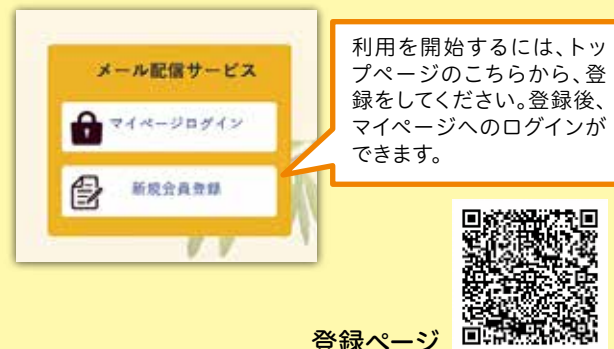 メール配信サービス
マイページログイン
新規会員登録
利用を開始するには、トッ
プページのこちらから、登
録をしてください。登録後、
マイページへのログインが
できます。
登録ページ